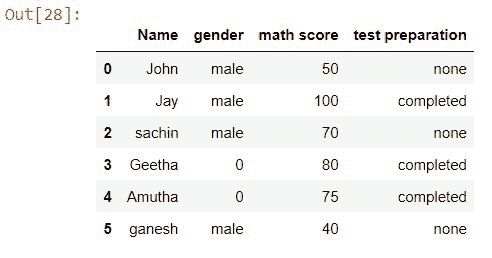 Out[28]:
Name gender math score test preparation
0 John male 50 none
1 Jay male 100 completed
2 sachin male 70 none
3 Geetha 0 80 completed
4 Amutha 0 75 completed
5 ganesh male 40 none